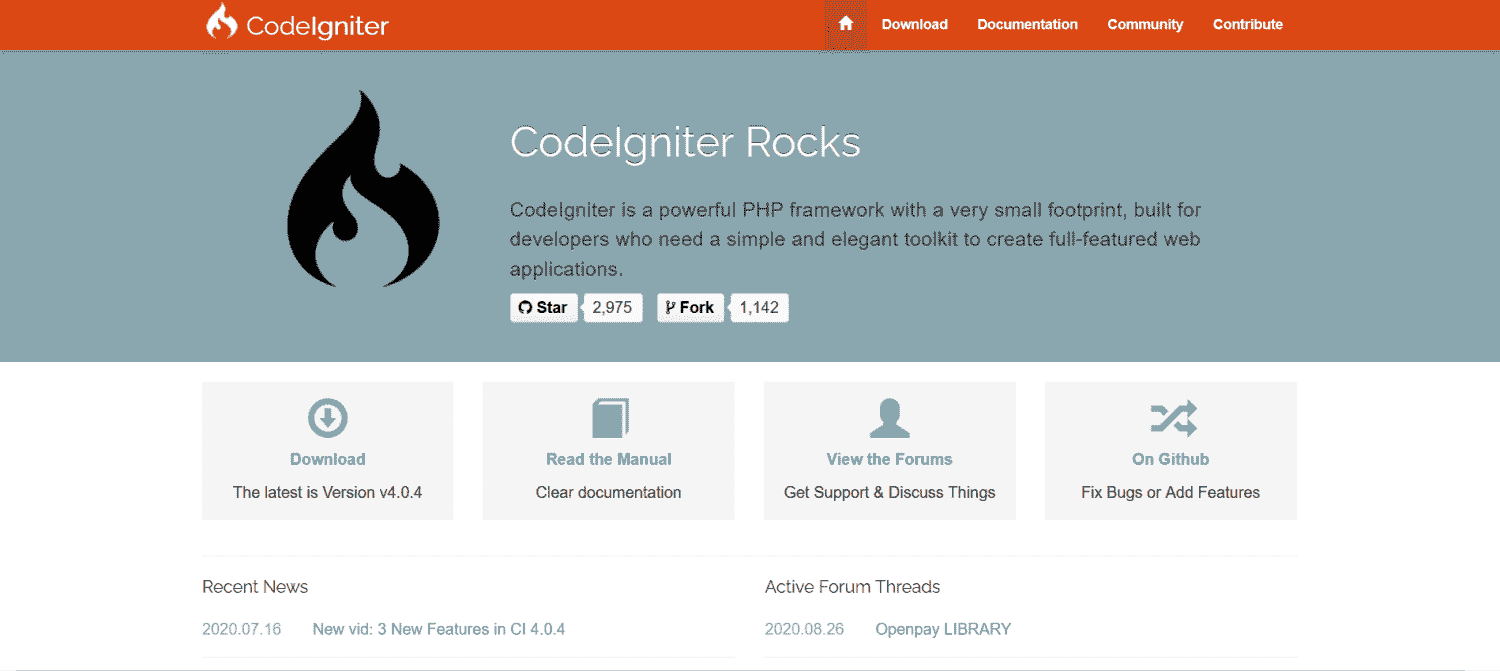 CodeIgniter
Download Documentation Community Contribute
CodeIgniter Rocks
CodeIgniter is a powerful PHP framework with a very small footprint, built for
developers who need a simple and elegant toolkit to create full-featured web
applications.
Star 2,975 Fork 1,142
Download
The latest is Version v4.0.4
Read the Manual
Clear documentation
View the Forums
Get Support & Discuss Things
On Github
Fix Bugs or Add Features
Recent News
2020.07.16 New vid: 3 New Features in CI 4.0.4
Active Forum Threads
2020.08.26 Openpay LIBRARY